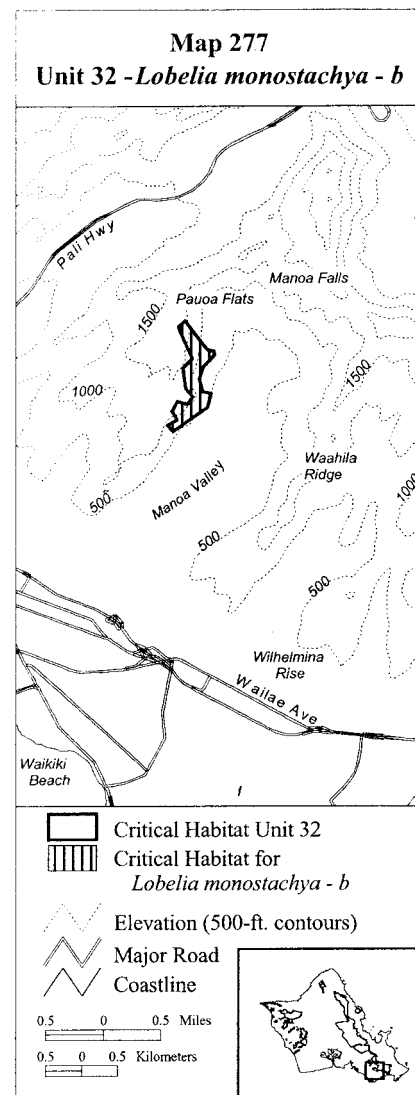 Map 277
Unit 32 - Lobelia monostachya - b
Pali Hwy
Manoa Falls
Pauoa Flats
1500
1000
1500
500
Manoa Valley
Waahila
Ridge
1000
500
500
Wilhelmina
Rise
Wailae Ave
Waikiki
Beach
Critical Habitat Unit 32
Critical Habitat for
Lobelia monostachya - b
Elevation (500-ft. contours)
Major Road
Coastline
0.5 0 0.5 Miles
0.5 0 0.5 Kilometers